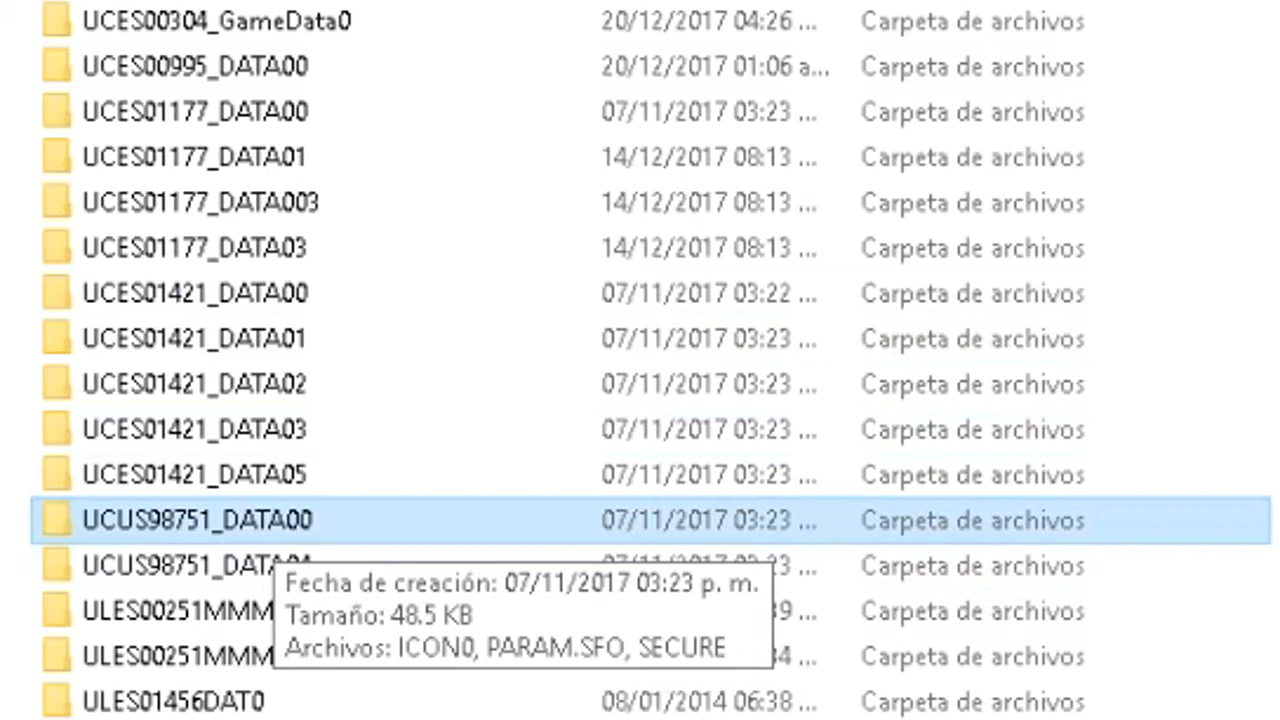 UCES00304_GameData0 20/12/2017 04:26 ... Carpeta de archivos
UCES00995_DATA00 20/12/2017 01:06 a... Carpeta de archivos
UCES01177_DATA00 07/11/2017 03:23 ... Carpeta de archivos
UCES01177_DATA01 14/12/2017 08:13 ... Carpeta de archivos
UCES01177_DATA003 14/12/2017 08:13 ... Carpeta de archivos
UCES01177_DATA03 14/12/2017 08:13 ... Carpeta de archivos
UCES01421_DATA00 07/11/2017 03:22 ... Carpeta de archivos
UCES01421_DATA01 07/11/2017 03:23 ... Carpeta de archivos
UCES01421_DATA02 07/11/2017 03:23 ... Carpeta de archivos
UCES01421_DATA03 07/11/2017 03:23 ... Carpeta de archivos
UCES01421_DATA05 07/11/2017 03:23 ... Carpeta de archivos
UCUS98751_DATA00 07/11/2017 03:23 ... Carpeta de archivos
Carpeta de archivos
Fecha de creación: 07/11/2017 03:23 p. m.
ULES00251MMM Carpeta de archivos
Tamaño: 48.5 KB
Archivos: ICON0, PARAM.SFO, SECURE
ULES00251MMM Carpeta de archivos
ULES01456DAT0 08/01/2014 06:38 ... Carpeta de archivos